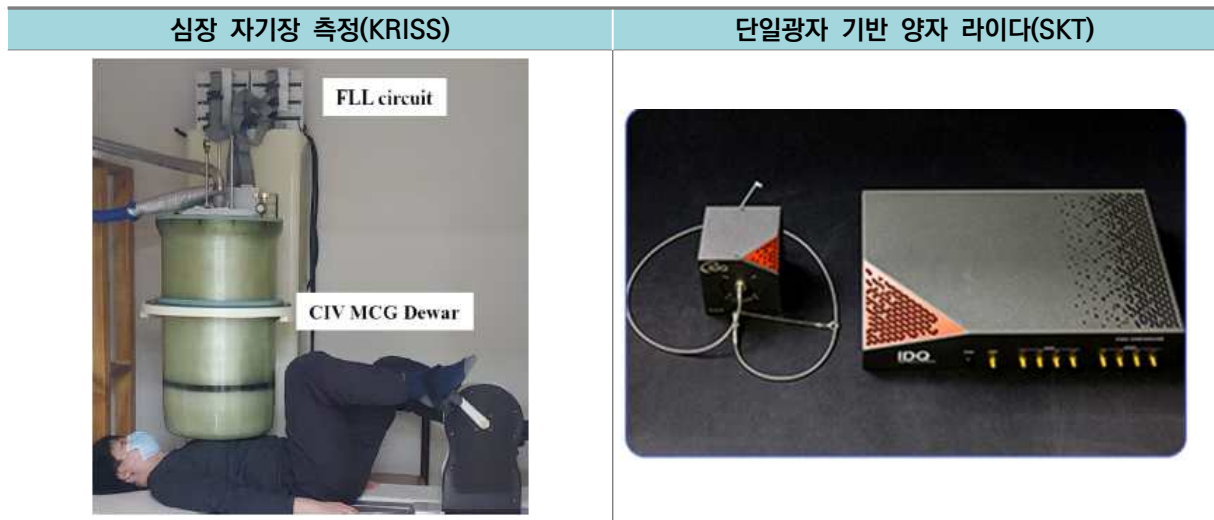 심장 자기장 측정(KRISS)
단일광자 기반 양자 라이다(SKT)
FLL circuit
CIV MCG Dewar
IDQ